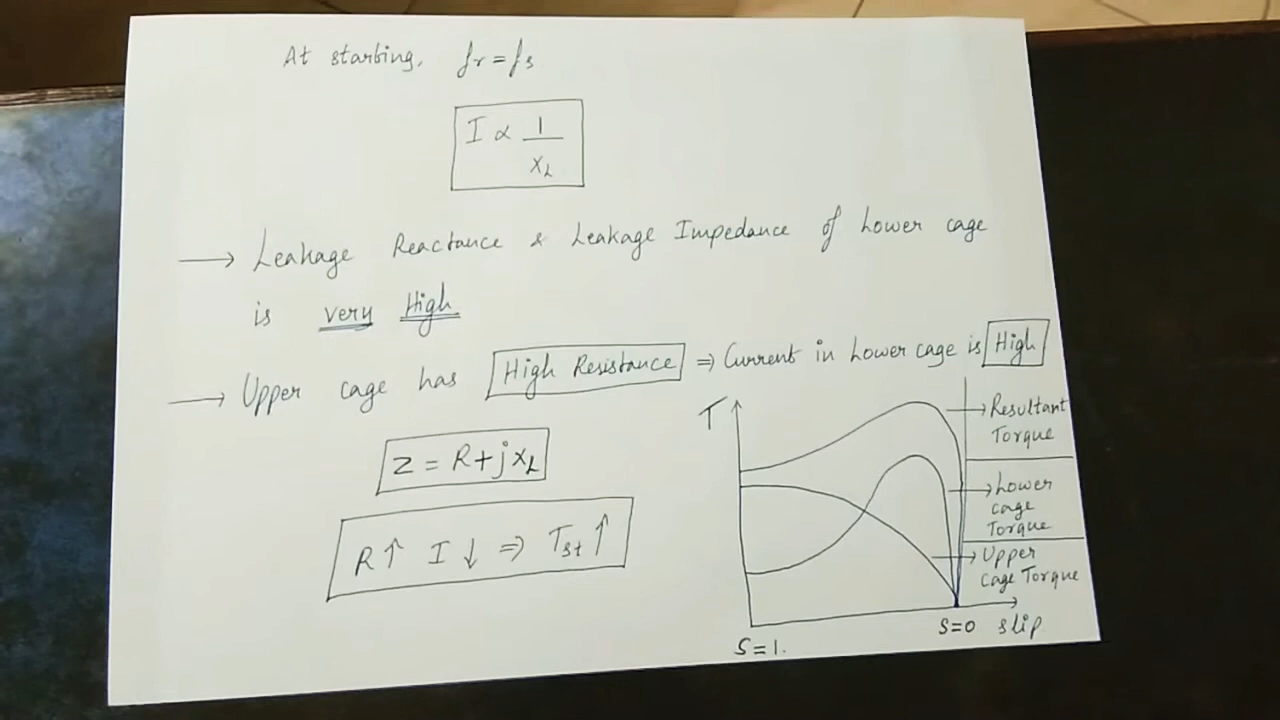 At starting, fr = fs
I ∝ 1/XL
→ Leakage Reactance & Leakage Impedance of Lower cage
is very High
→ Upper cage has High Resistance ⇒ Current in Lower cage is High
Z = R + jXL
R↑ I↓ ⇒ Tst↑
T
Resultant
Torque
Lower
cage
Torque
Upper
cage Torque
S=0 slip
S=1.